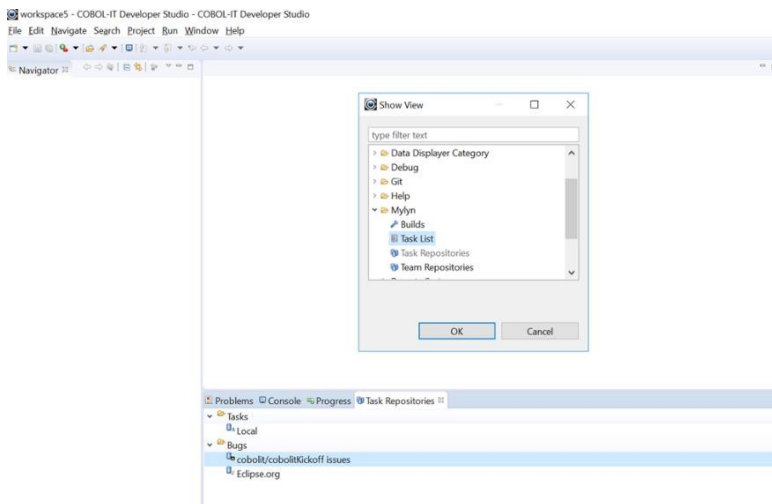 workspace5 - COBOL-IT Developer Studio - COBOL-IT Developer Studio
File Edit Navigate Search Project Run Window Help
Navigator
Show View
type filter text
Data Displayer Category
Debug
Git
Help
Mylyn
Builds
Task List
Task Repositories
Team Repositories
OK Cancel
Problems Console Progress Task Repositories
Tasks
Local
Bugs
cobolit/cobolitKickoff issues
Eclipse.org